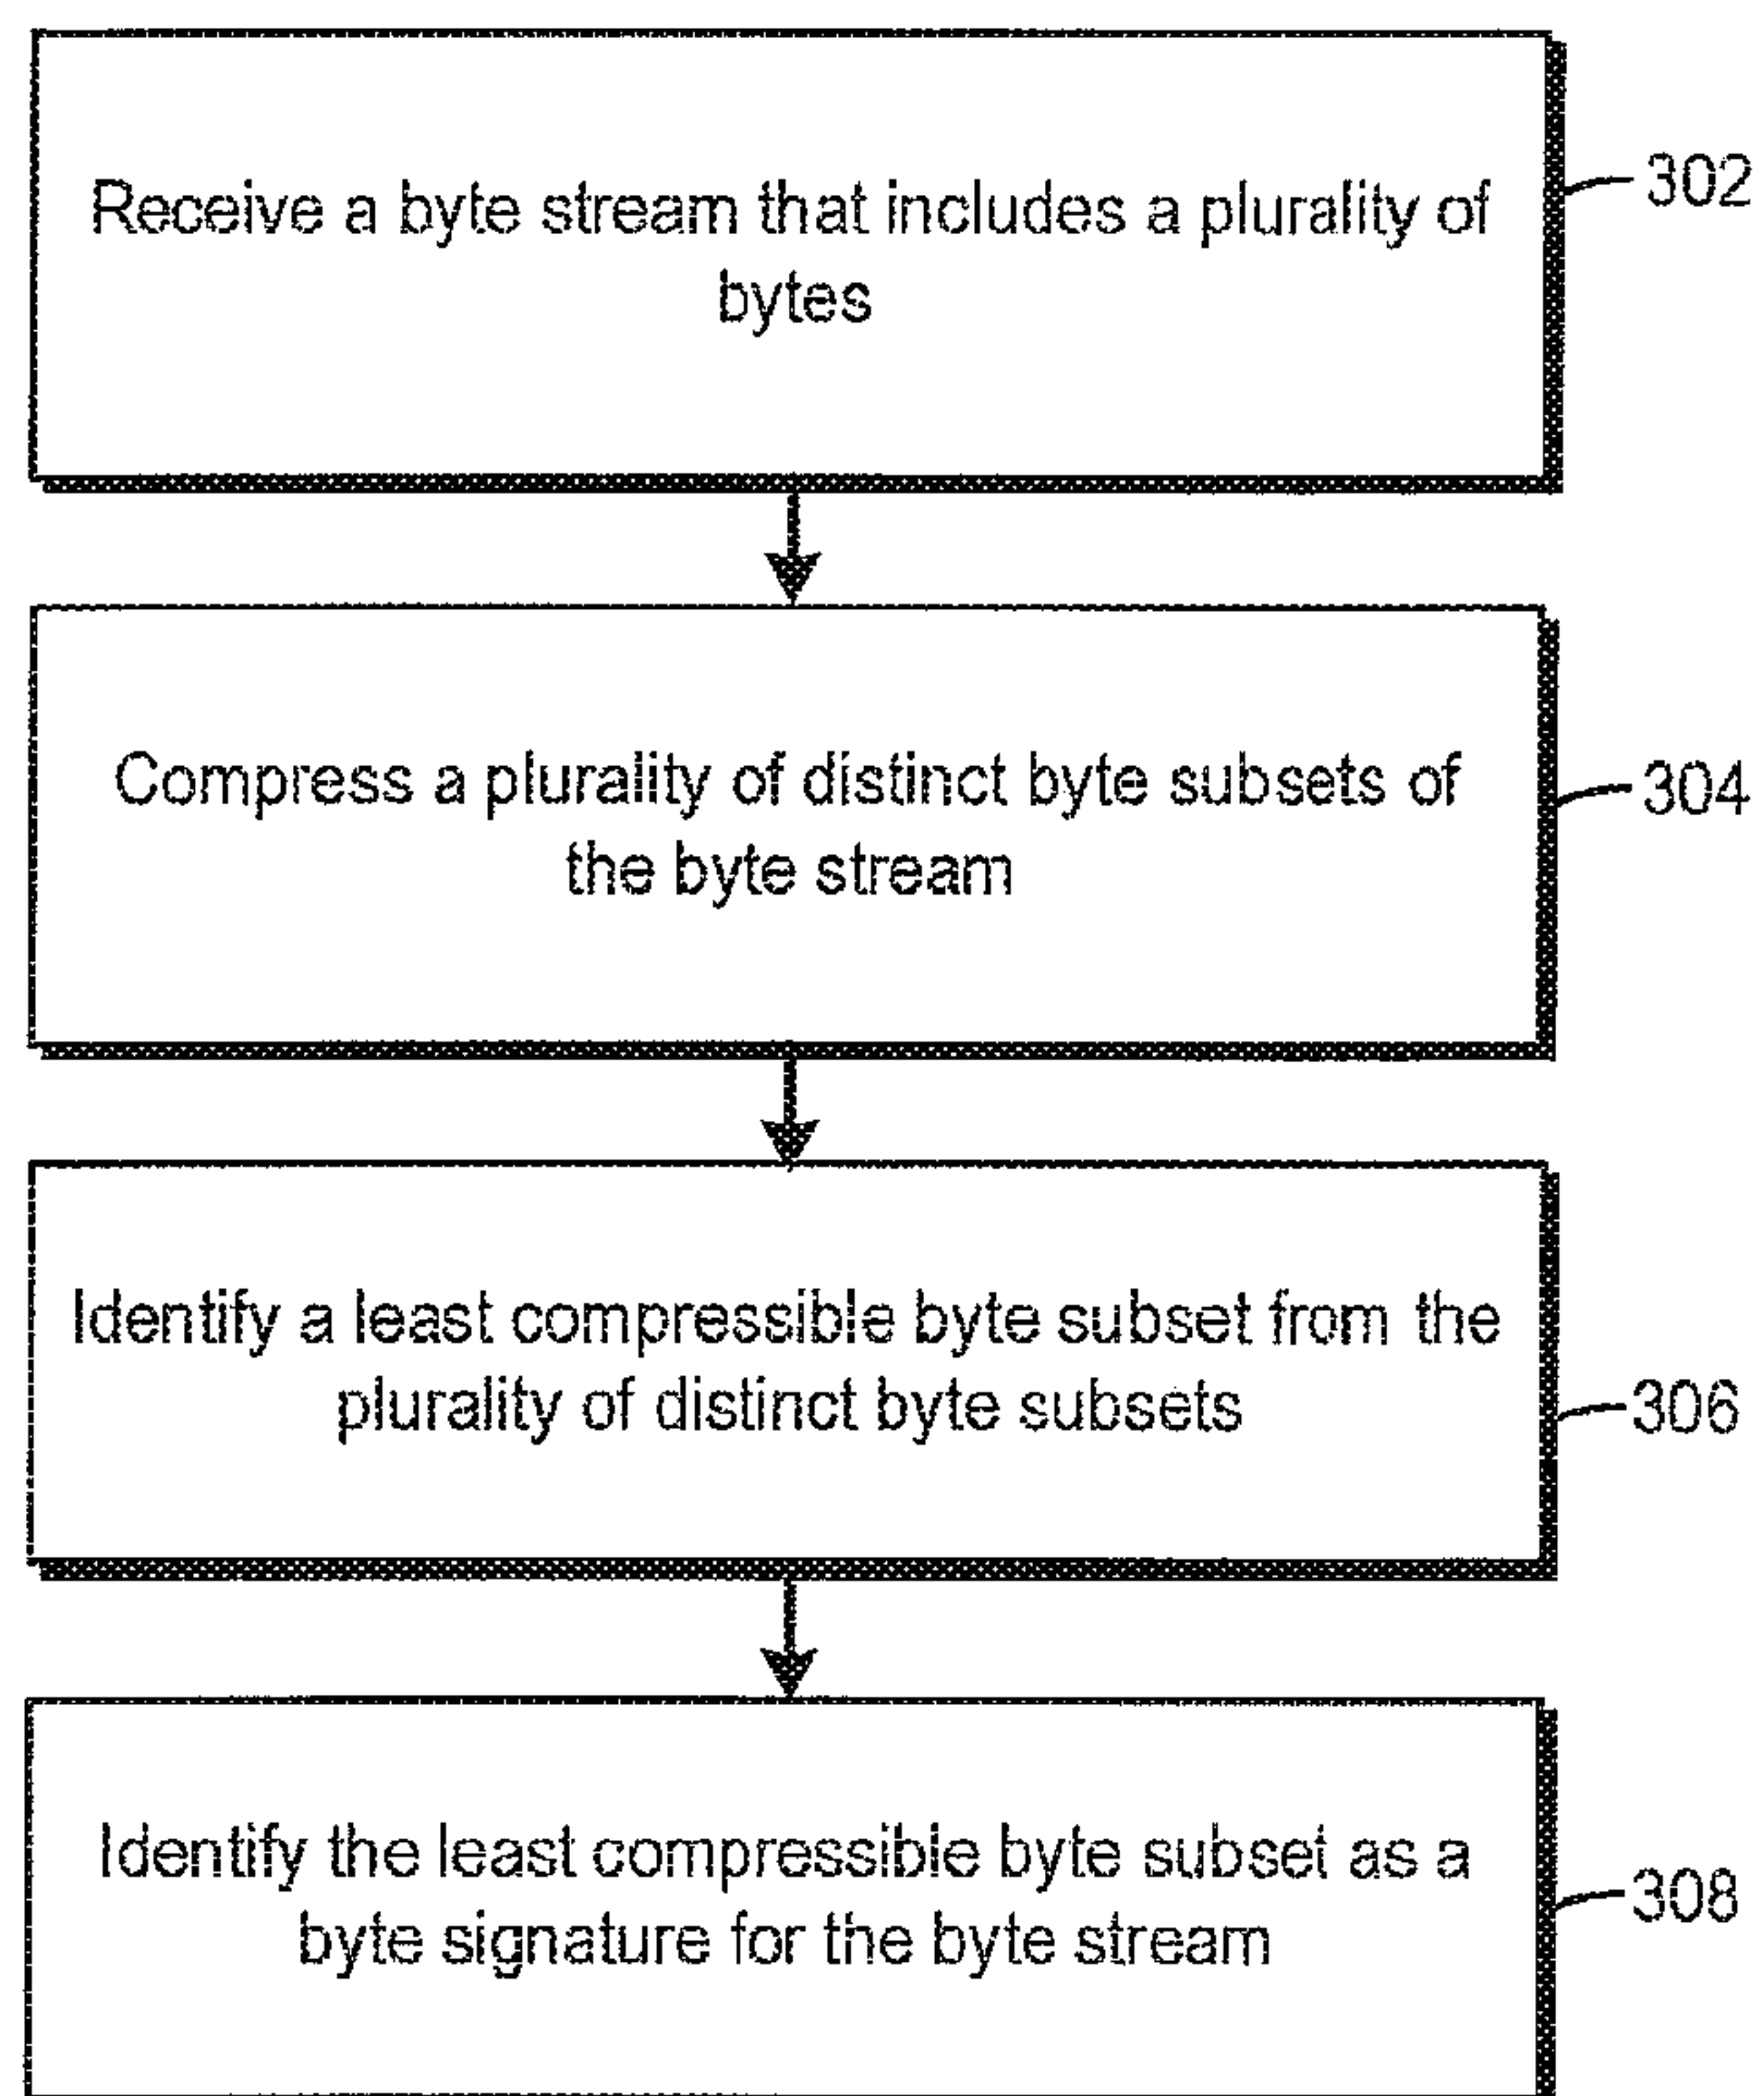 Receive a byte stream that includes a plurality of
bytes
302
Compress a plurality of distinct byte subsets of
the byte stream
304
Identify a least compressible byte subset from the
plurality of distinct byte subsets
306
Identify the least compressible byte subset as a
byte signature for the byte stream
308